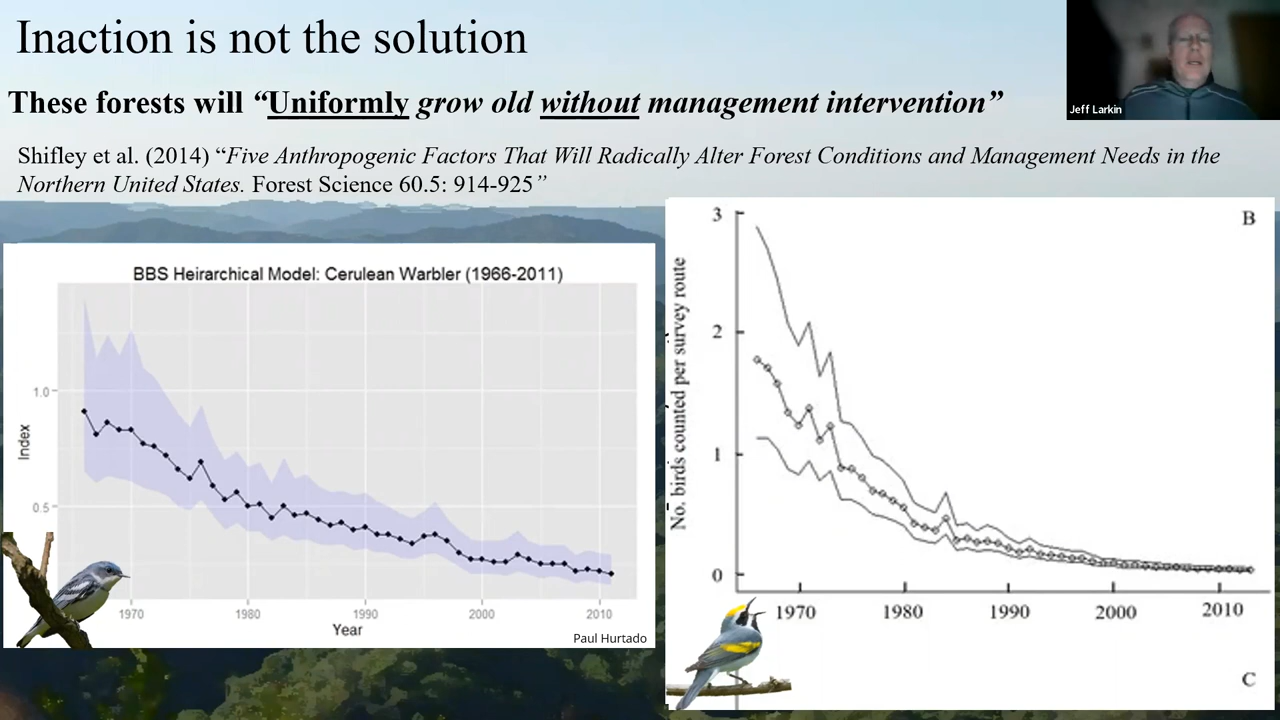 Inaction is not the solution
Jeff Larkin
These forests will “Uniformly grow old without management intervention”
Shifley et al. (2014) “Five Anthropogenic Factors That Will Radically Alter Forest Conditions and Management Needs in the
Northern United States. Forest Science 60.5: 914-925”
BBS Heirarchical Model: Cerulean Warbler (1966-2011)
1.0
0.5
Index
1970 1980 1990 2000 2010
Year
Paul Hurtado
B
3
2
1
0
No. birds counted per survey route
1970 1980 1990 2000 2010
C